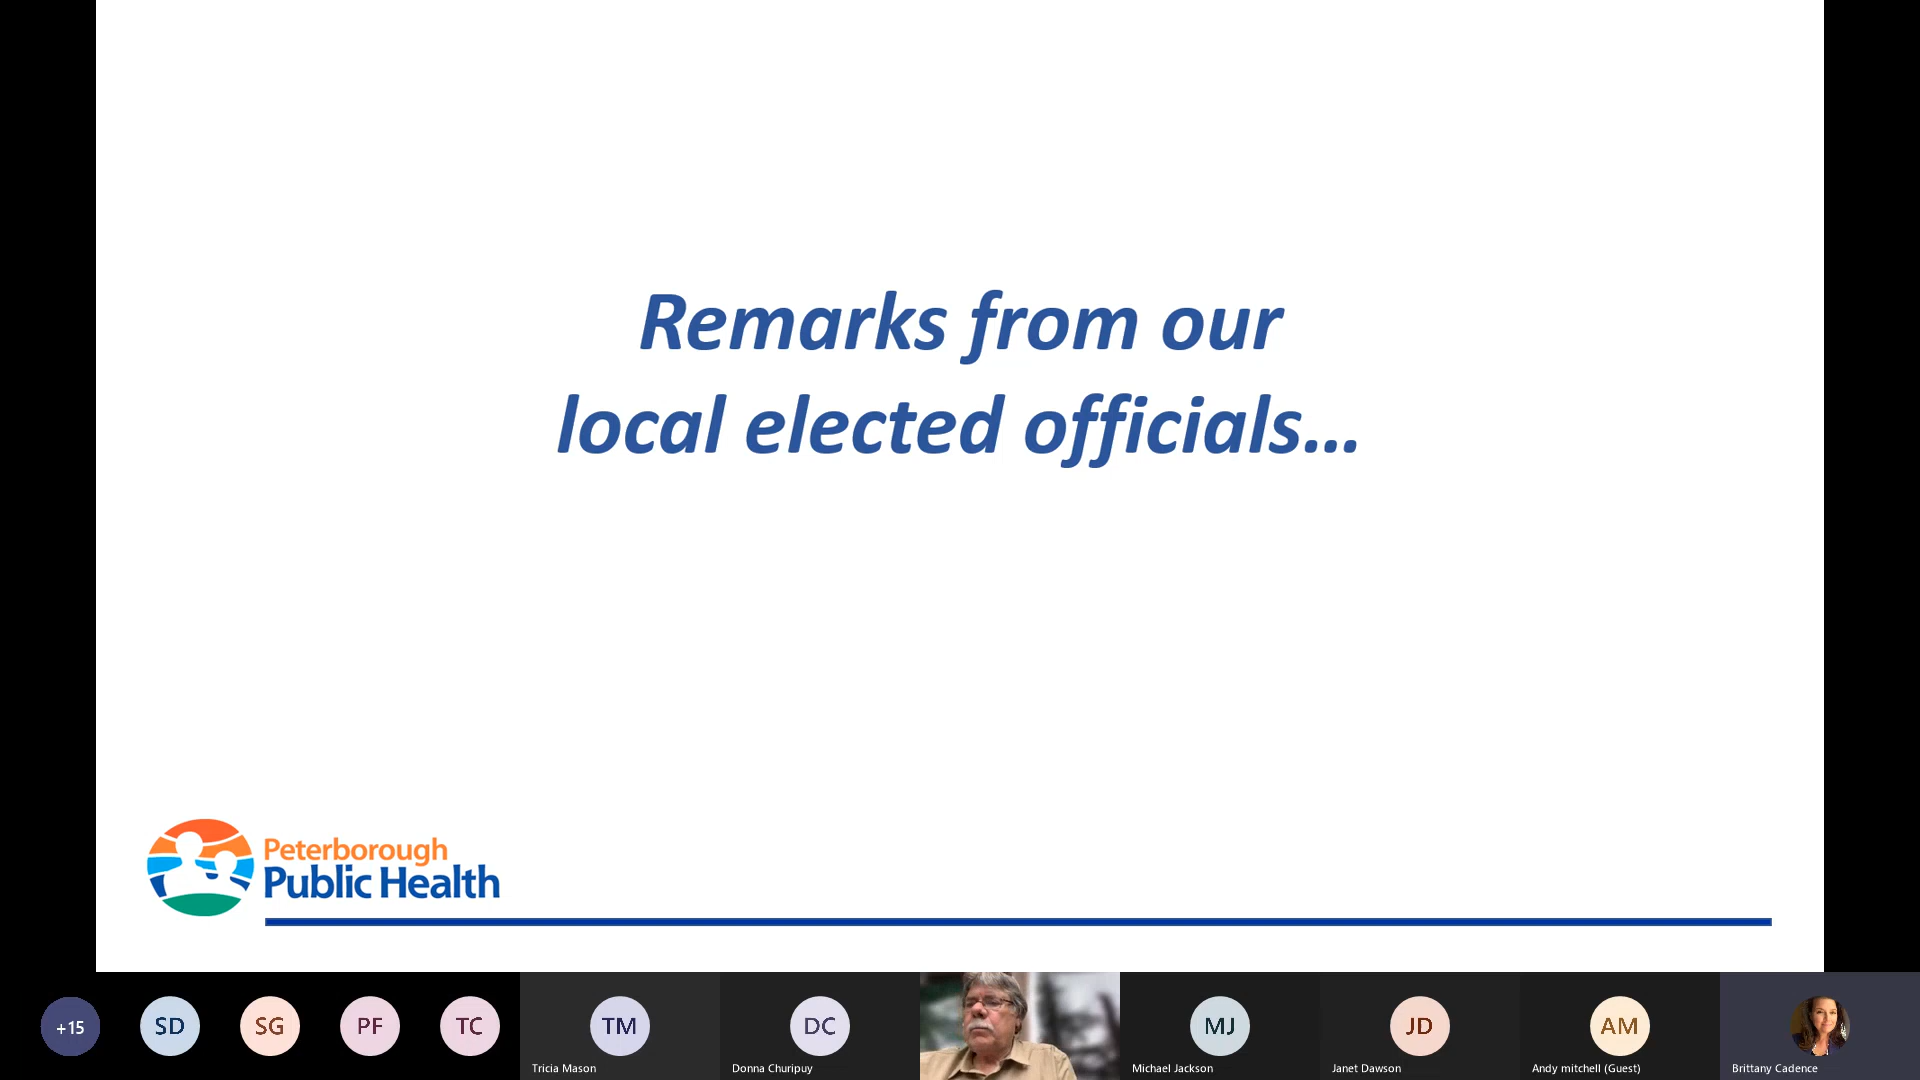 Remarks from our
local elected officials...
Peterborough
Public Health
+15
SD
SG
PF
TC
TM
Tricia Mason
DC
Donna Churipuy
MJ
Michael Jackson
JD
Janet Dawson
AM
Andy mitchell (Guest)
Brittany Cadence